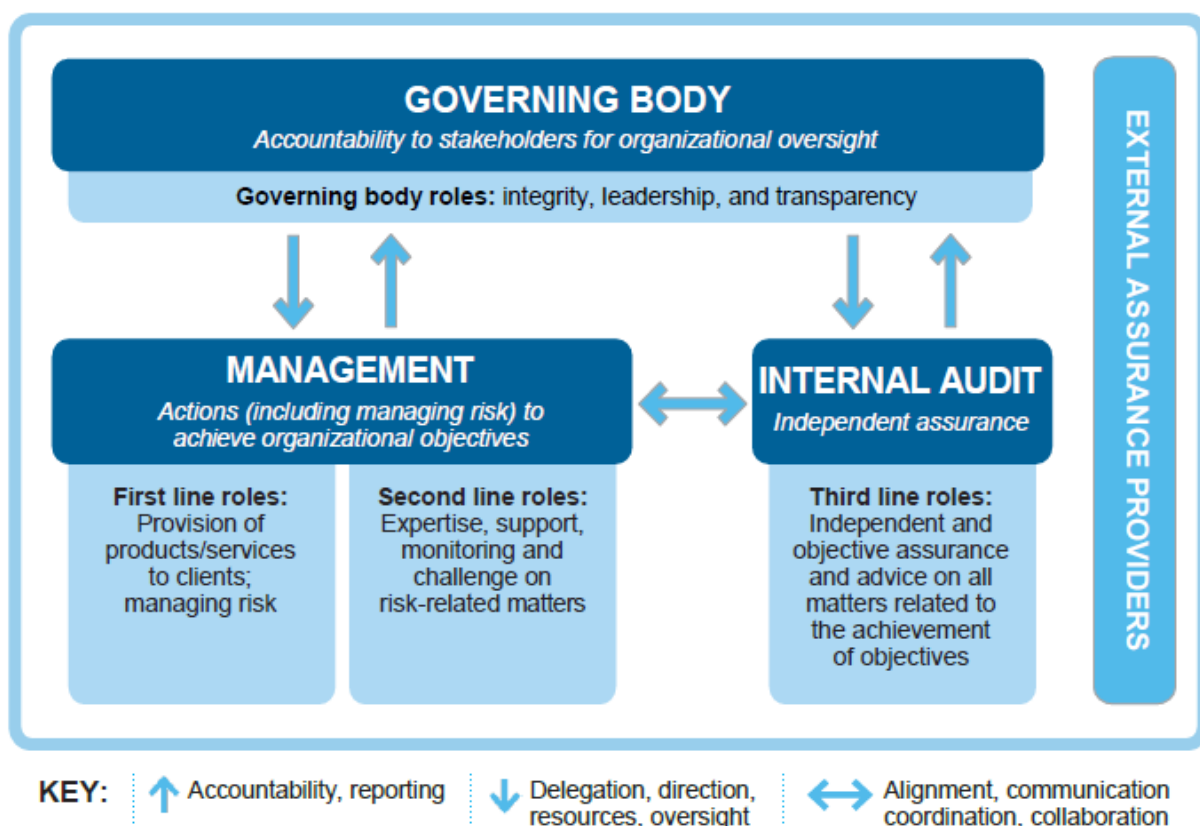 GOVERNING BODY
Accountability to stakeholders for organizational oversight
Governing body roles: integrity, leadership, and transparency
MANAGEMENT
Actions (including managing risk) to
achieve organizational objectives
INTERNAL AUDIT
Independent assurance
First line roles:
Provision of
products/services
to clients;
managing risk
Second line roles:
Expertise, support,
monitoring and
challenge on
risk-related matters
Third line roles:
Independent and
objective assurance
and advice on all
matters related to
the achievement
of objectives
EXTERNAL ASSURANCE PROVIDERS
KEY:
Accountability, reporting
Delegation, direction,
resources, oversight
Alignment, communication
coordination, collaboration